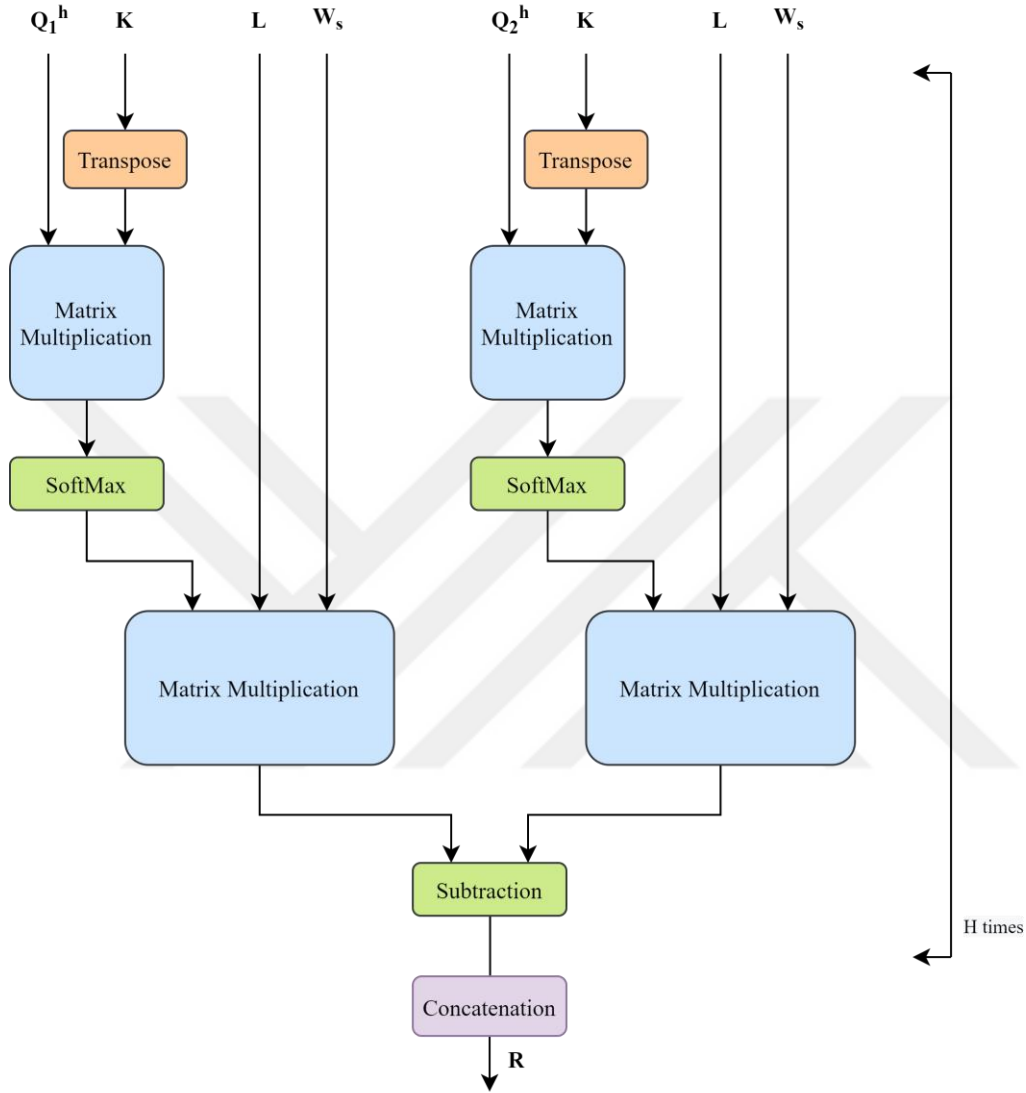 Q₁ʰ K L Wₛ Q₂ʰ K L Wₛ
Transpose Transpose
Matrix
Multiplication
Matrix
Multiplication
SoftMax SoftMax
Matrix Multiplication Matrix Multiplication
Subtraction
H times
Concatenation
R